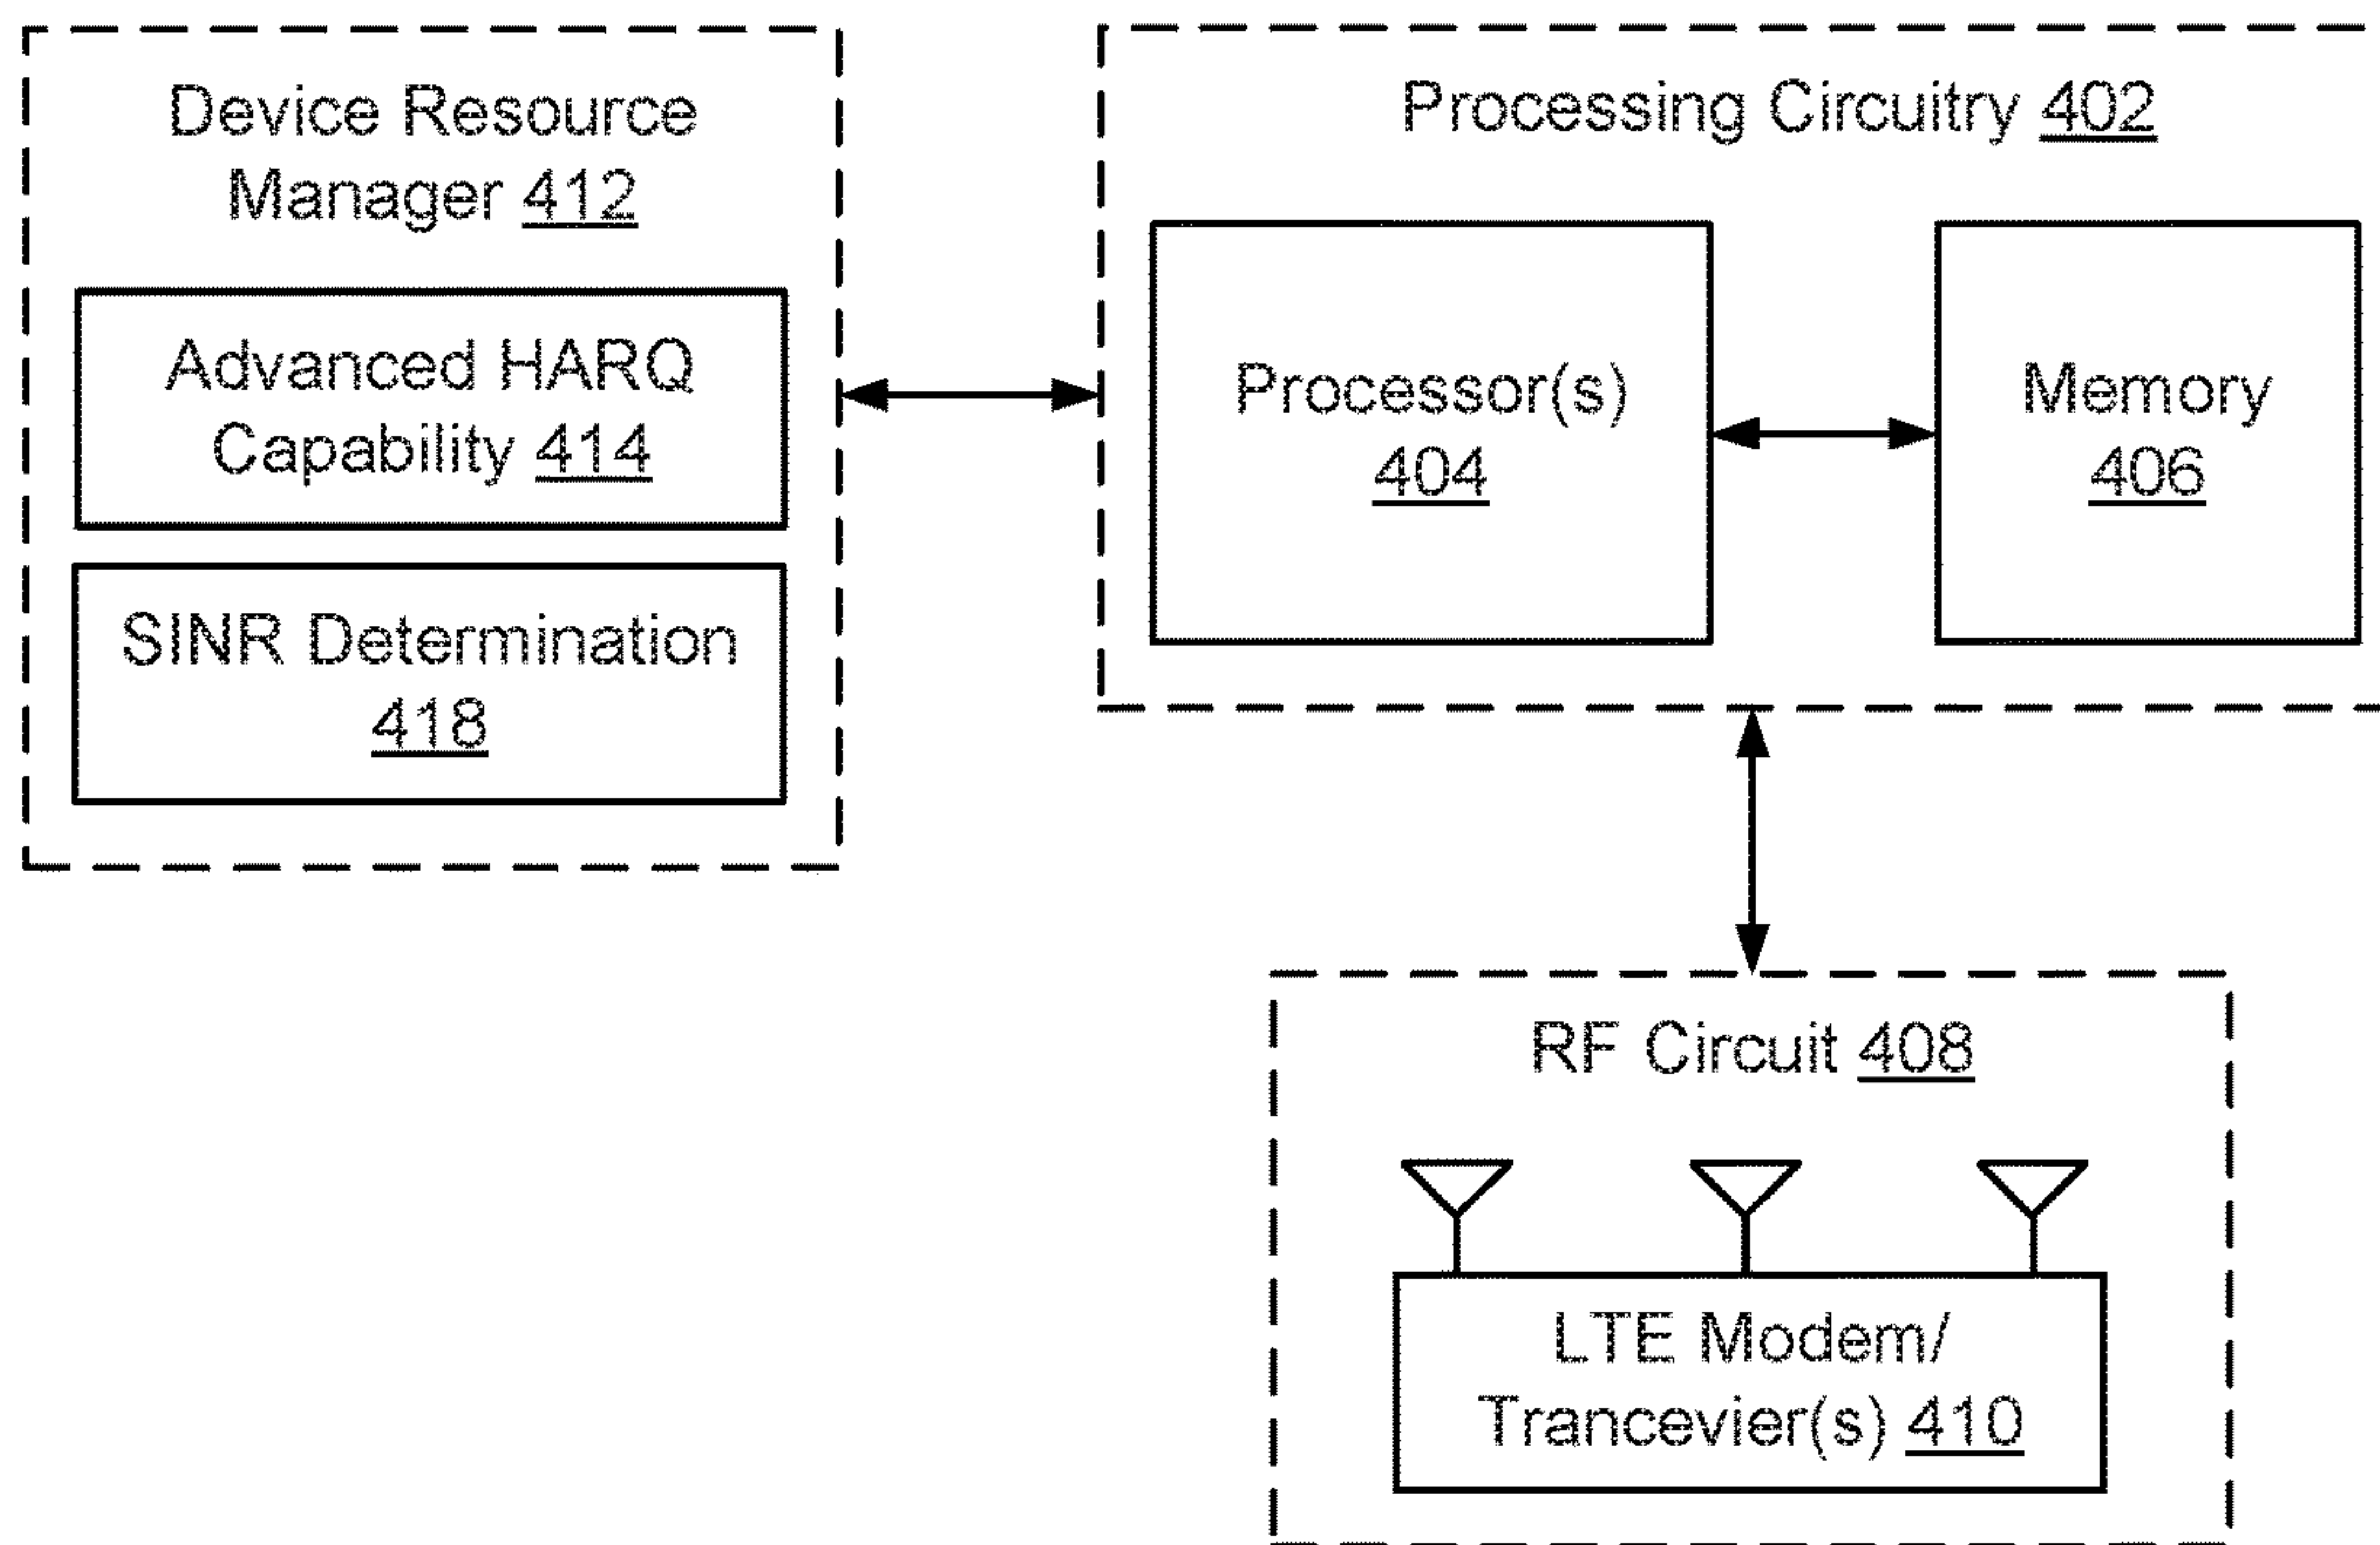 Device Resource
Manager 412
Advanced HARQ
Capability 414
SINR Determination
418
Processing Circuitry 402
Processor(s)
404
Memory
406
RF Circuit 408
LTE Modem/
Trancevier(s) 410